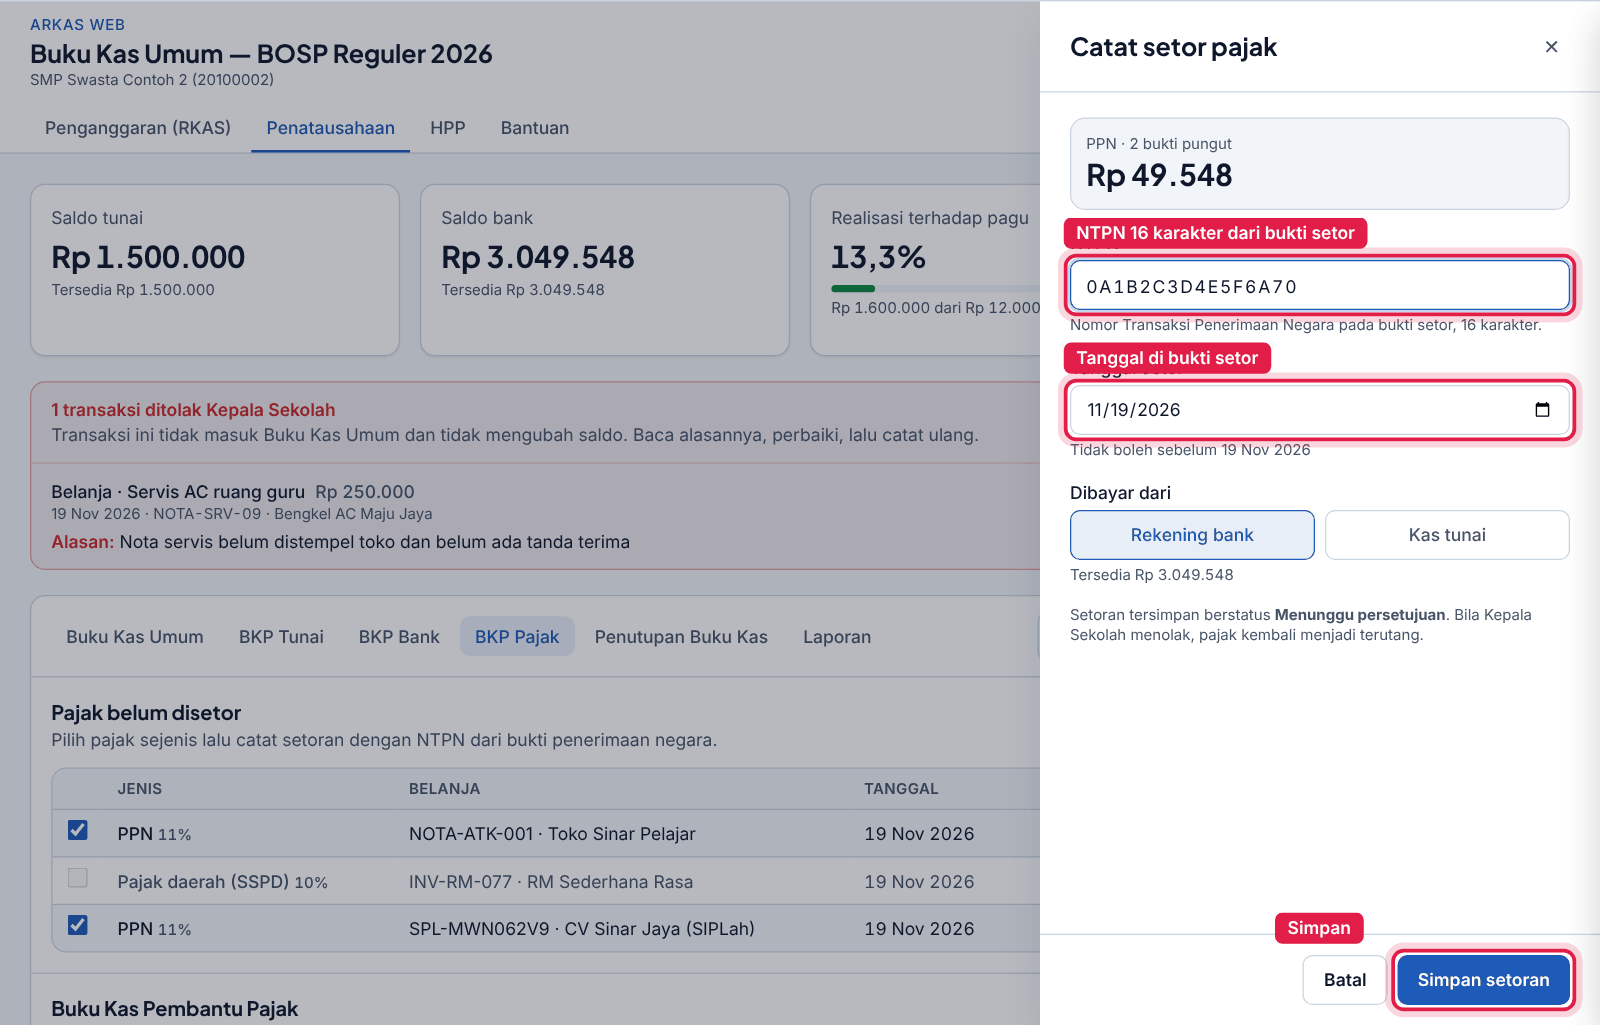 ARKAS WEB
Buku Kas Umum — BOSP Reguler 2026
SMP Swasta Contoh 2 (20100002)
Penganggaran (RKAS)
Penatausahaan
HPP
Bantuan
Saldo tunai
Rp 1.500.000
Tersedia Rp 1.500.000
Saldo bank
Rp 3.049.548
Tersedia Rp 3.049.548
Realisasi terhadap pagu
13,3%
Rp 1.600.000 dari Rp 12.000
1 transaksi ditolak Kepala Sekolah
Transaksi ini tidak masuk Buku Kas Umum dan tidak mengubah saldo. Baca alasannya, perbaiki, lalu catat ulang.
Belanja · Servis AC ruang guru Rp 250.000
19 Nov 2026 · NOTA-SRV-09 · Bengkel AC Maju Jaya
Alasan: Nota servis belum distempel toko dan belum ada tanda terima
Buku Kas Umum
BKP Tunai
BKP Bank
BKP Pajak
Penutupan Buku Kas
Laporan
Pajak belum disetor
Pilih pajak sejenis lalu catat setoran dengan NTPN dari bukti penerimaan negara.
JENIS BELANJA TANGGAL
PPN 11% NOTA-ATK-001 · Toko Sinar Pelajar 19 Nov 2026
Pajak daerah (SSPD) 10% INV-RM-077 · RM Sederhana Rasa 19 Nov 2026
PPN 11% SPL-MWN062V9 · CV Sinar Jaya (SIPLah) 19 Nov 2026
Buku Kas Pembantu Pajak
Catat setor pajak
PPN · 2 bukti pungut
Rp 49.548
NTPN 16 karakter dari bukti setor
0A1B2C3D4E5F6A70
Nomor Transaksi Penerimaan Negara pada bukti setor, 16 karakter.
Tanggal di bukti setor
11/19/2026
Tidak boleh sebelum 19 Nov 2026
Dibayar dari
Rekening bank
Kas tunai
Tersedia Rp 3.049.548
Setoran tersimpan berstatus Menunggu persetujuan. Bila Kepala
Sekolah menolak, pajak kembali menjadi terutang.
Simpan
Batal
Simpan setoran